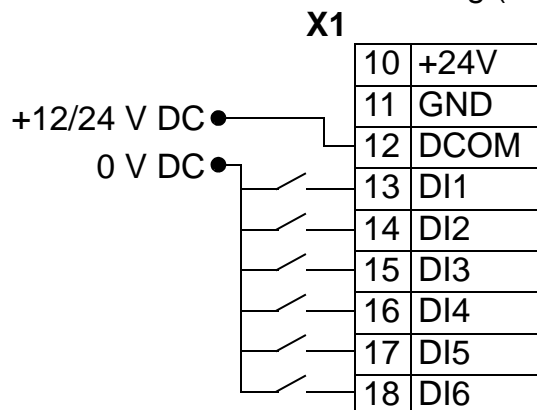 X1
10 +24V
11 GND
+12/24 V DC
12 DCOM
0 V DC
13 DI1
14 DI2
15 DI3
16 DI4
17 DI5
18 DI6